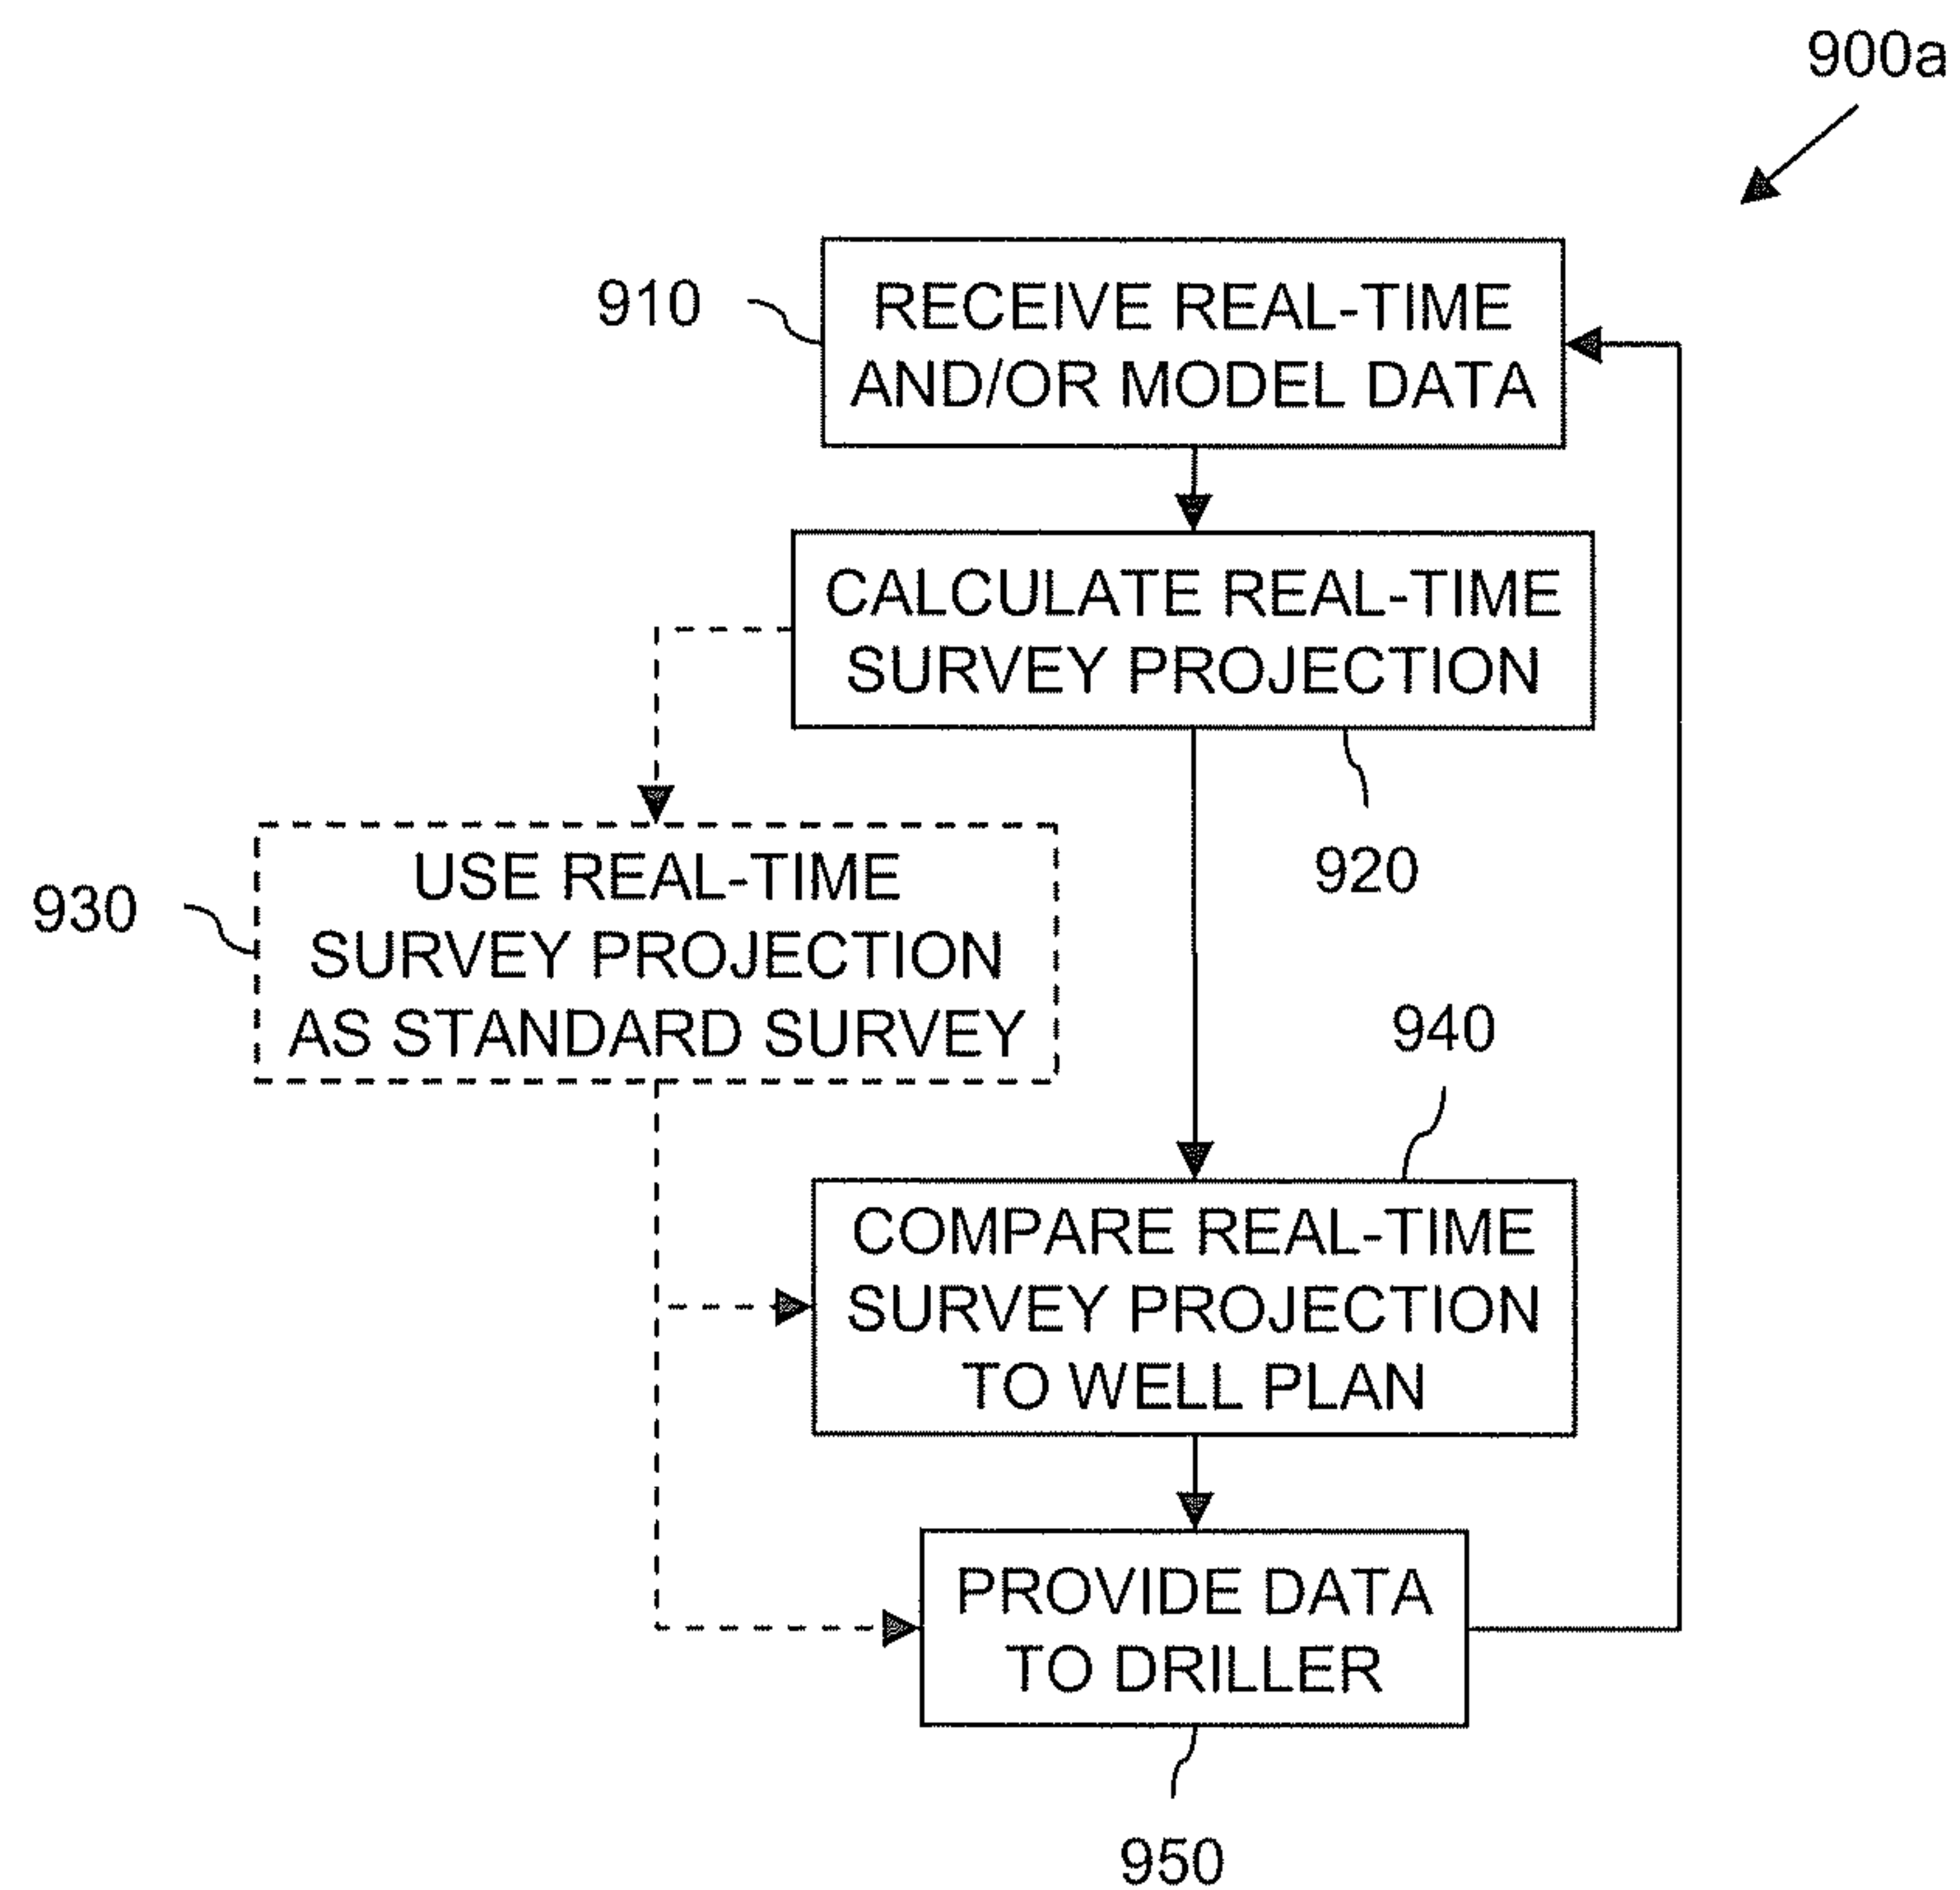 900a
910
RECEIVE REAL-TIME
AND/OR MODEL DATA
CALCULATE REAL-TIME
SURVEY PROJECTION
920
930
USE REAL-TIME
SURVEY PROJECTION
AS STANDARD SURVEY
940
COMPARE REAL-TIME
SURVEY PROJECTION
TO WELL PLAN
PROVIDE DATA
TO DRILLER
950